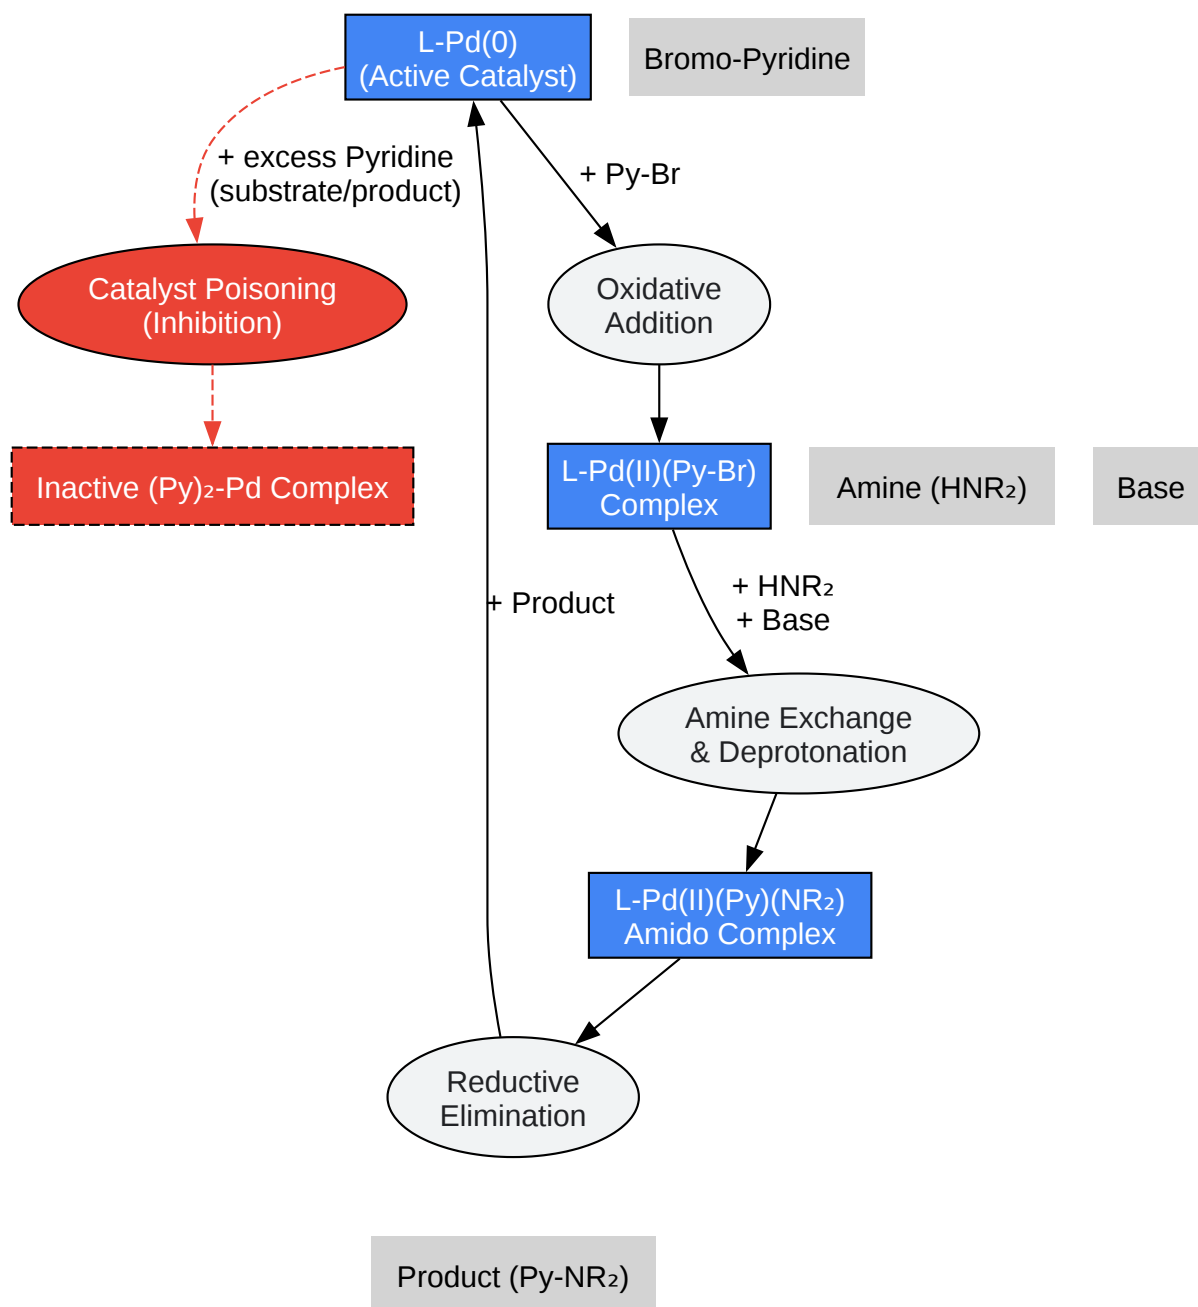 L-Pd(0)
(Active Catalyst)
Bromo-Pyridine
+ excess Pyridine
(substrate/product)
+ Py-Br
Catalyst Poisoning
(Inhibition)
Oxidative
Addition
Inactive (Py)₂-Pd Complex
L-Pd(II)(Py-Br)
Complex
Amine (HNR₂)
Base
+ Product
+ HNR₂
+ Base
Amine Exchange
& Deprotonation
L-Pd(II)(Py)(NR₂)
Amido Complex
Reductive
Elimination
Product (Py-NR₂)